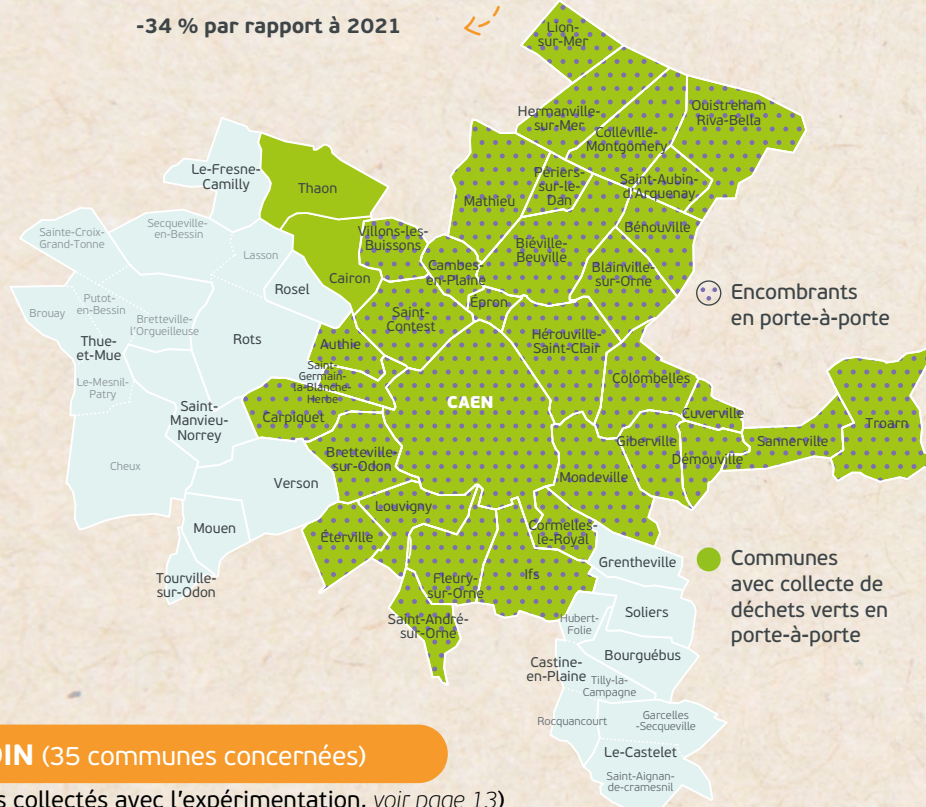 -34 % par rapport à 2021
Lion-
sur-Mer
Hermanville-
sur-Mer
Ouistreham
Riva-Bella
Colleville-
Montgomery
Le-Fresne-
Camilly
Thaon
Mathieu
Périers-
sur-le-
Dan
Saint-Aubin-
d'Arquenay
Sainte-Croix-
Grand-Tonne
Secqueville-
en-Bessin
Lasson
Villons-les-
Buissons
Bénouville
Biéville-
Beuville
Cambes-
en-Plaine
Blainville-
sur-Orne
Cairon
Rosel
Encombrants
en porte-à-porte
Brouay
Putot-
en-Bessin
Bretteville-
l'Orgueilleuse
Épron
Saint-
Contest
Hérouville-
Saint-Clair
Thue-
et-Mue
Rots
Authie
Saint-
Germain-
la-Blanche-
Herbe
Le-Mesnil-
Patry
Colombelles
CAEN
Saint-
Manvieu-
Norrey
Carpiquet
Cuverville
Troarn
Giberville
Sannerville
Démouville
Bretteville-
sur-Odon
Cheux
Verson
Mondeville
Louvigny
Mouen
Éterville
Cormelles-
le-Royal
Grentheville
Communes
avec collecte de
déchets verts en
porte-à-porte
Tourville-
sur-Odon
Fleury-
sur-Orne
Ifs
Saint-André-
sur-Orne
Hubert-
Folie
Soliers
Bourguébus
Castine-
en-Plaine
Tilly-la-
Campagne
Rocquancourt
Garcelles
-Secqueville
Le-Castelet
Saint-Aignan-
de-cramesnil
(35 communes concernées)
collectés avec l'expérimentation, voir page 13)